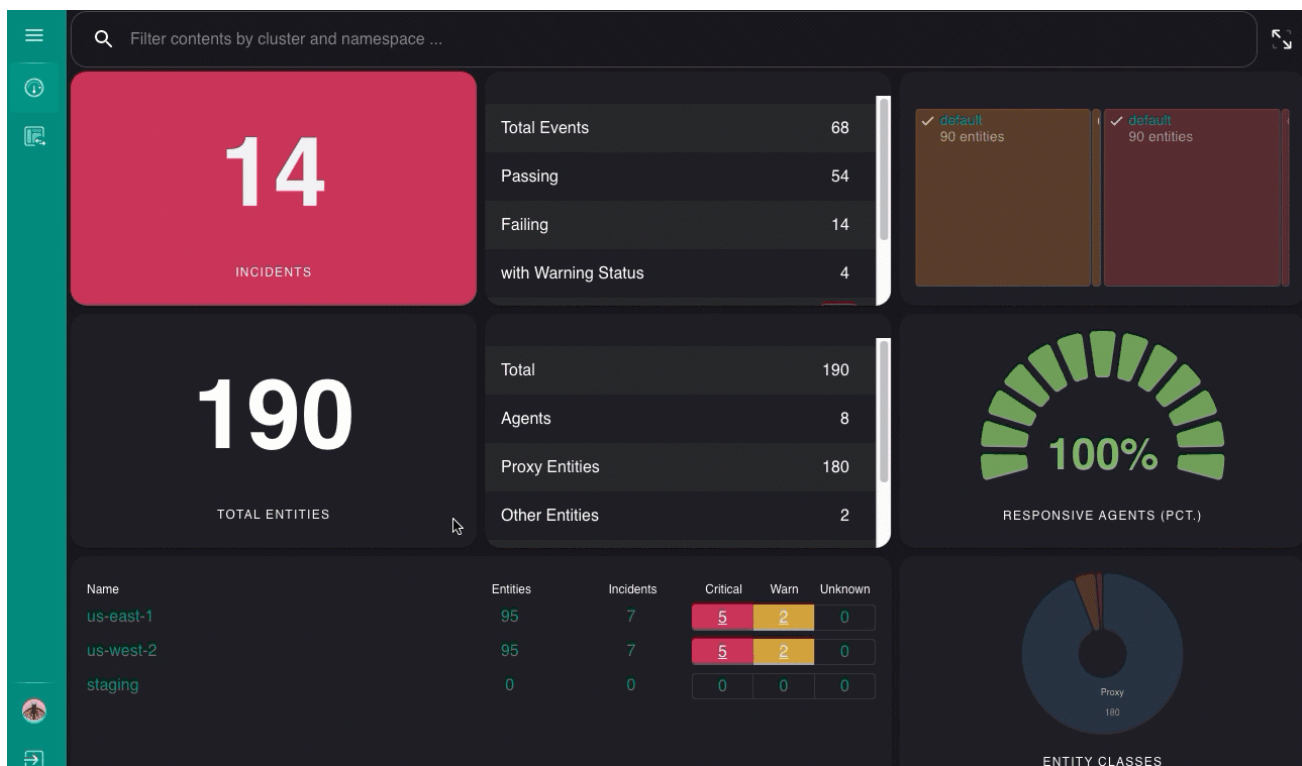 Filter contents by cluster and namespace ...
14
INCIDENTS
Total Events 68
Passing 54
Failing 14
with Warning Status 4
default
90 entities
default
90 entities
190
TOTAL ENTITIES
Total 190
Agents 8
Proxy Entities 180
Other Entities 2
100%
RESPONSIVE AGENTS (PCT.)
Name Entities Incidents Critical Warn Unknown
us-east-1 95 7 5 2 0
us-west-2 95 7 5 2 0
staging 0 0 0 0 0
Proxy
180
ENTITY CLASSES